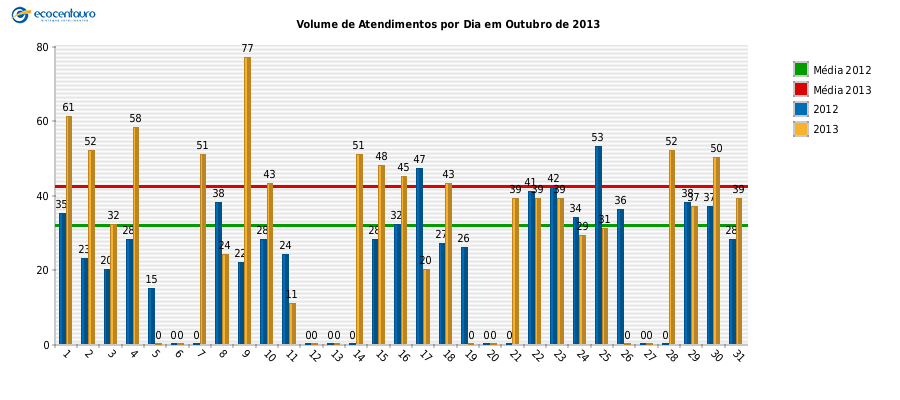 ecocentauro
Volume de Atendimentos por Dia em Outubro de 2013
80
60
40
20
0
35 61 23 52 20 32 28 58 15 0 0 0 0 51 38 24 22 77 28 43 24 11 0 0 0 0 0 51 28 48 32 45 47 20 27 43 26 0 0 0 0 39 41 39 42 39 34 29 53 31 36 0 0 0 0 52 38 37 37 50 28 39
1 2 3 4 5 6 7 8 9 10 11 12 13 14 15 16 17 18 19 20 21 22 23 24 25 26 27 28 29 30 31
Média 2012
Média 2013
2012
2013